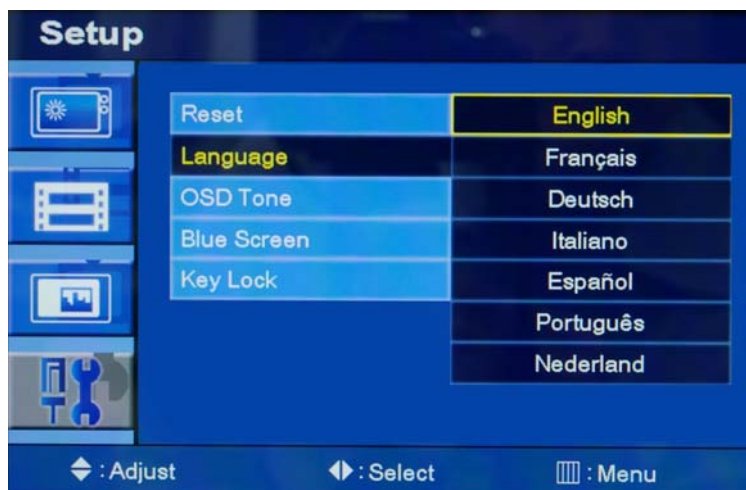 Setup
Reset
Language
OSD Tone
Blue Screen
Key Lock
English
Français
Deutsch
Italiano
Español
Português
Nederland
: Adjust
: Select
: Menu